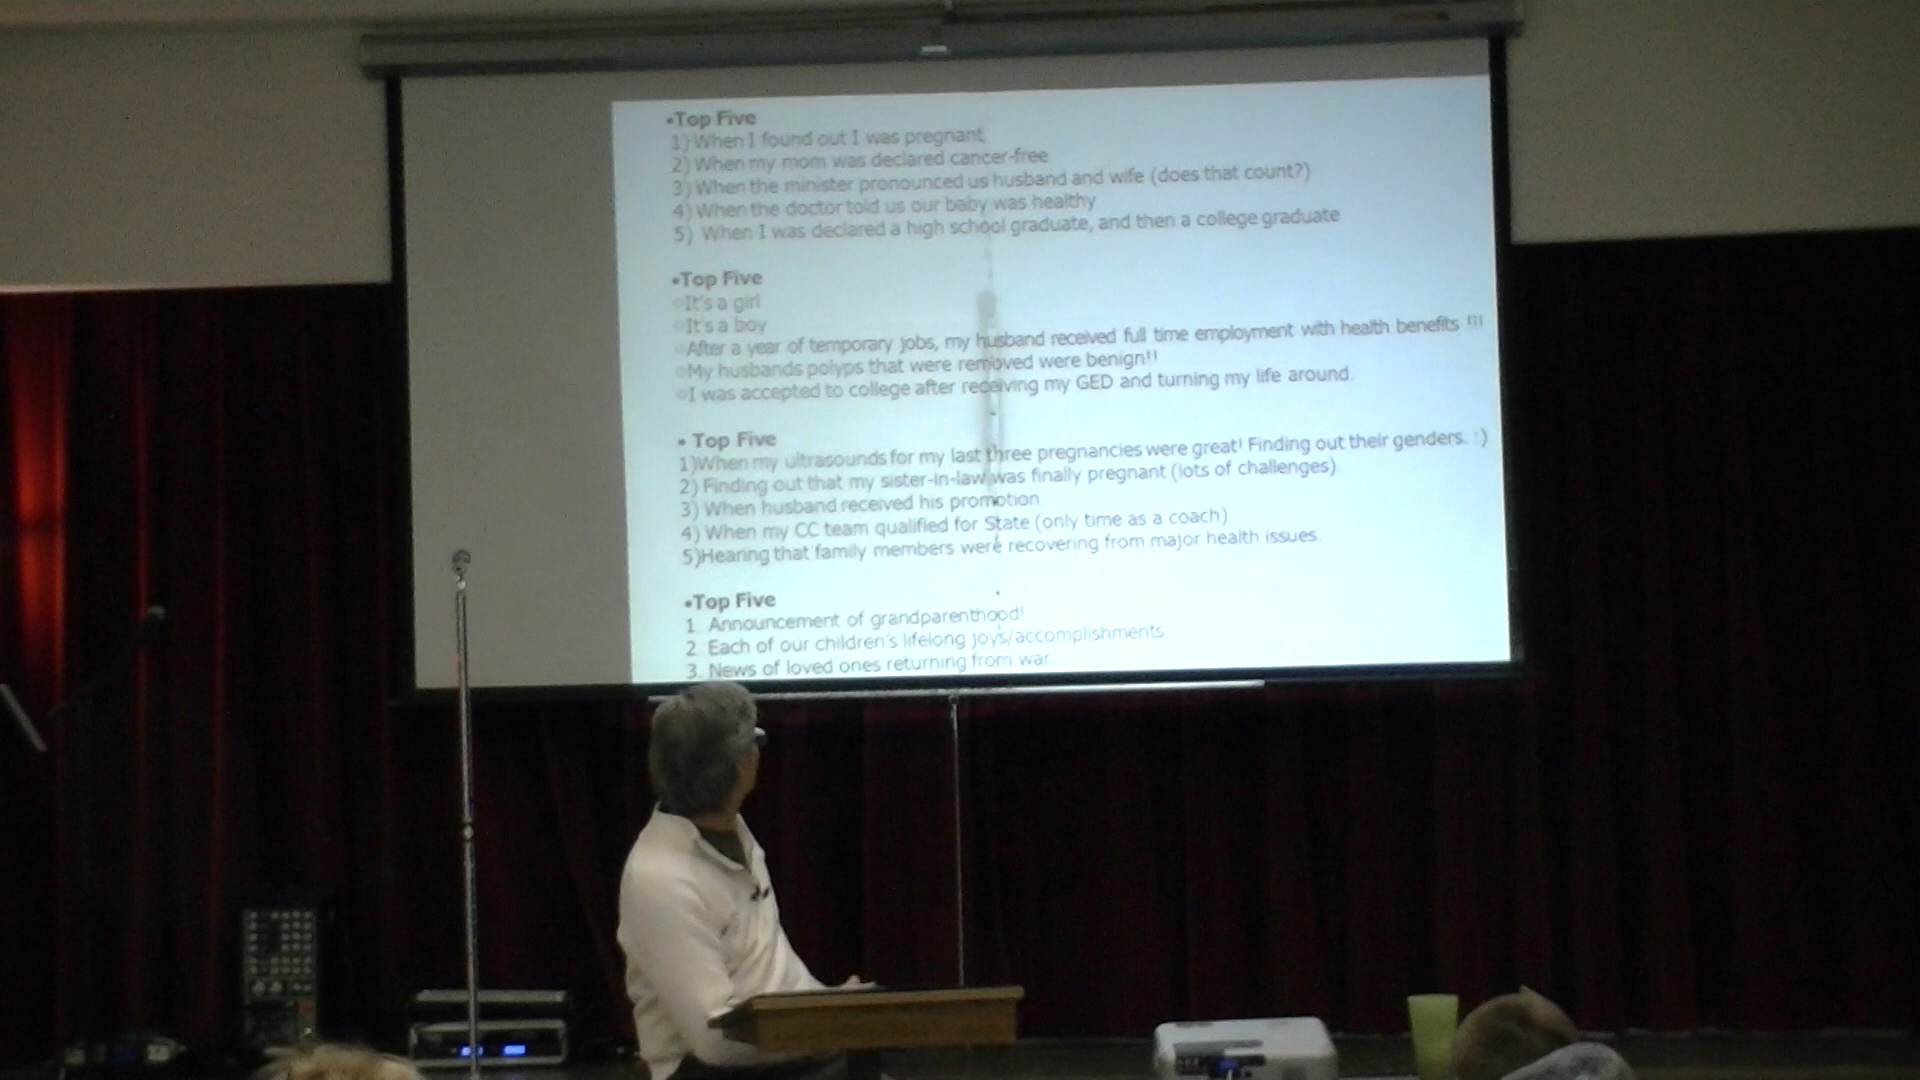 •Top Five
1) When I found out I was pregnant
2) When my mom was declared cancer-free
3) When the minister pronounced us husband and wife (does that count?)
4) When the doctor told us our baby was healthy
5) When I was declared a high school graduate, and then a college graduate
•Top Five
○It's a girl
○It's a boy
○After a year of temporary jobs, my husband received full time employment with health benefits !!!
○My husbands polyps that were removed were benign!!
○I was accepted to college after receiving my GED and turning my life around.
• Top Five
1)When my ultrasounds for my last three pregnancies were great! Finding out their genders. :)
2) Finding out that my sister-in-law was finally pregnant (lots of challenges)
3) When husband received his promotion
4) When my CC team qualified for State (only time as a coach)
5)Hearing that family members were recovering from major health issues.
•Top Five
1. Announcement of grandparenthood!
2. Each of our children's lifelong joys/accomplishments
3. News of loved ones returning from war